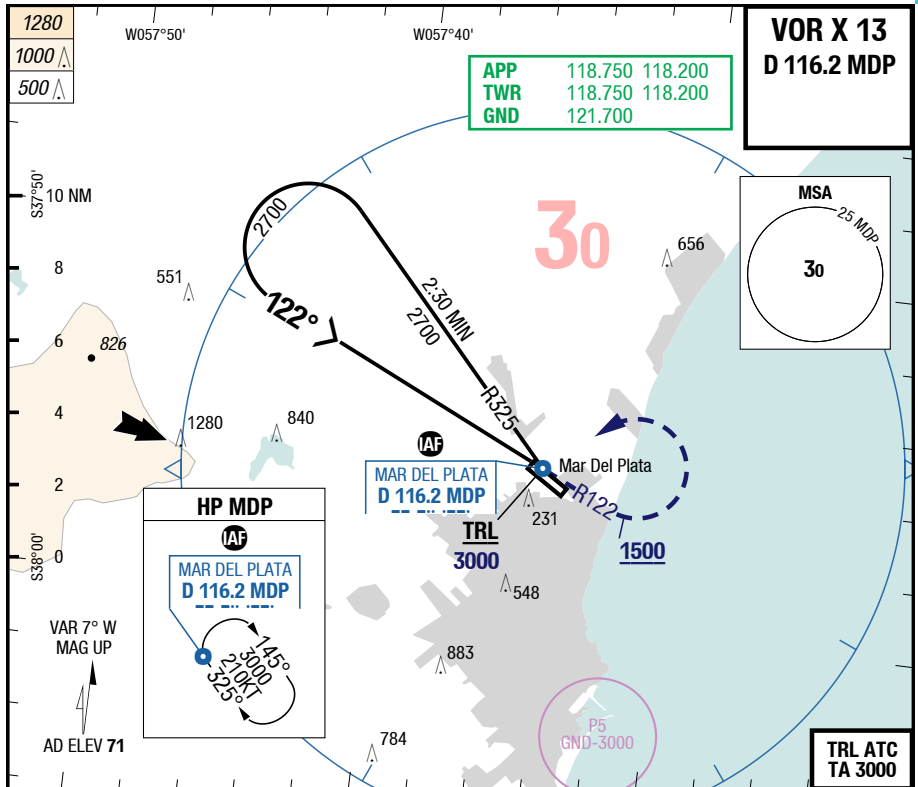 1280
1000
500
W057°50'
W057°40'
VOR X 13
D 116.2 MDP
APP 118.750 118.200
TWR 118.750 118.200
GND 121.700
S37°50'
10 NM
8
6
4
2
0
S38°00'
MSA
25 MDP
30
30
2700
122°
2:30 MIN
2700
R325
656
551
826
1280
840
IAF
MAR DEL PLATA
D 116.2 MDP
Mar Del Plata
R122
1500
231
TRL
3000
548
883
784
HP MDP
IAF
MAR DEL PLATA
D 116.2 MDP
145°
3000
210KT
325°
VAR 7° W
MAG UP
AD ELEV 71
P5
GND-3000
TRL ATC
TA 3000